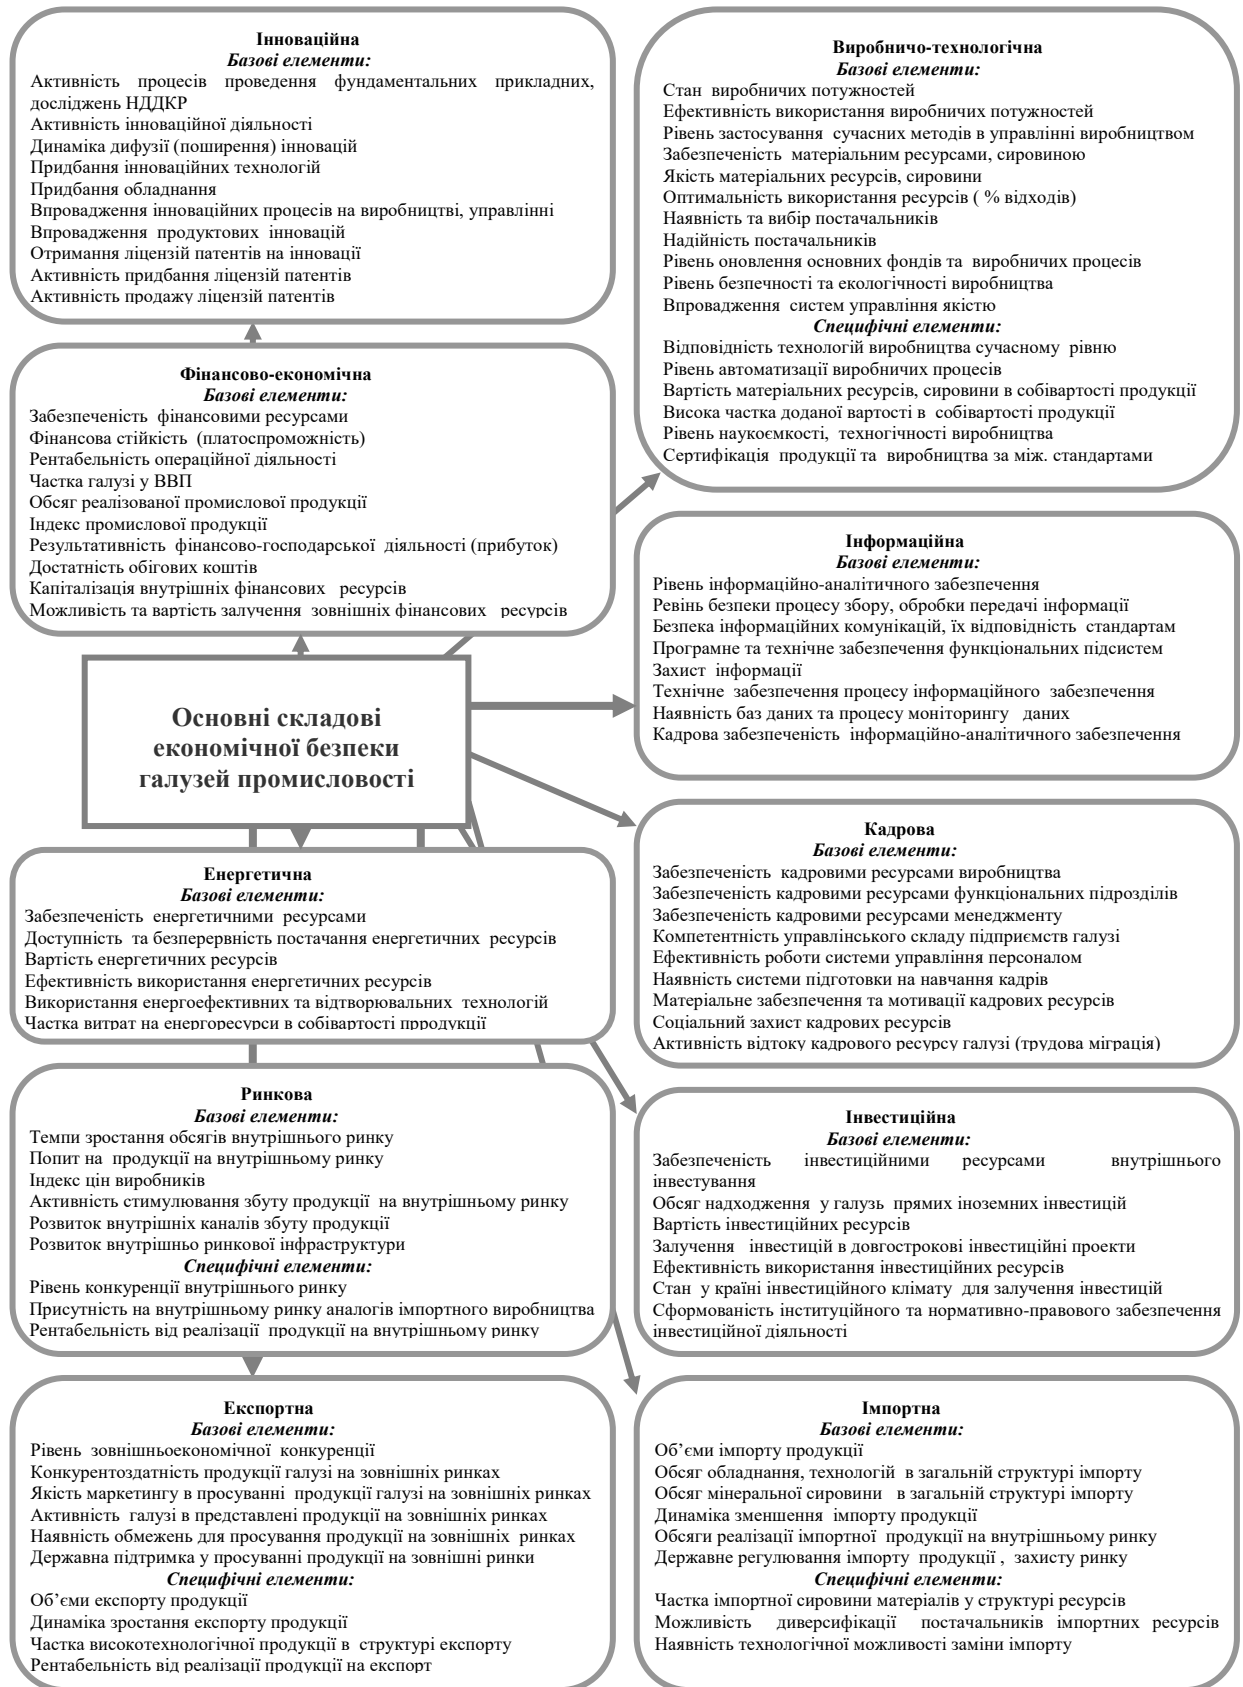 Інноваційна
Базові елементи:
Активність процесів проведення фундаментальних прикладних,
досліджень НДДКР
Активність інноваційної діяльності
Динаміка дифузії (поширення) інновацій
Придбання інноваційних технологій
Придбання обладнання
Впровадження інноваційних процесів на виробництві, управлінні
Впровадження продуктових інновацій
Отримання ліцензій патентів на інновації
Активність придбання ліцензій патентів
Активність продажу ліцензій патентів
Фінансово-економічна
Базові елементи:
Забезпеченість фінансовими ресурсами
Фінансова стійкість (платоспроможність)
Рентабельність операційної діяльності
Частка галузі у ВВП
Обсяг реалізованого промислової продукції
Індекс промислової продукції
Результативність фінансово-господарської діяльності (прибуток)
Достатність обігових коштів
Капіталізація внутрішніх фінансових ресурсів
Можливість та вартість залучення зовнішніх фінансових ресурсів
Основні складові
економічної безпеки
галузей промисловості
Енергетична
Базові елементи:
Забезпеченість енергетичними ресурсами
Доступність та безперервність постачання енергетичних ресурсів
Вартість енергетичних ресурсів
Ефективність використання енергетичних ресурсів
Використання енергоефективних та відтворювальних технологій
Частка витрат на енергоресурси в собівартості ппродукції
Ринкова
Базові елементи:
Темпи зростання обсягів внутрішнього ринку
Попит на продукції на внутрішньому ринку
Індекс цін виробників
Активність стимулювання збуту продукції на внутрішньому ринку
Розвиток внутрішніх каналів збуту продукції
Розвиток внутрішньо ринкової інфраструктури
Специфічні елементи:
Рівень конкуренції внутрішнього ринку
Присутність на внутрішньому ринку аналогів імпортного виробництва
Рентабельність від реалізації продукції на внутрішньому ринку
Експортна
Базові елементи:
Рівень зовнішньоекономічної конкуренції
Конкурентоздатність продукції галузі на зовнішніх ринках
Якість маркетингу в просуванні продукції галузі на зовнішніх ринках
Активність галузі в представлені продукції на зовнішніх ринках
Наявність обмежень для просування продукції на зовнішніх ринках
Державна підтримка у просуванні продукції на зовнішні ринки
Специфічні елементи:
Об’єми експорту продукції
Динаміка зростання експорту продукції
Частка високотехнологічної продукції в структурі експорту
Рентабельність від реалізації продукції на експорт
Виробничо-технологічна
Базові елементи:
Стан виробничих потужностей
Ефективність використання виробничих потужностей
Рівень застосування сучасних методів в управлінні виробництвом
Забезпеченість матеріальним ресурсами, сировиною
Якість матеріальних ресурсів, сировини
Оптимальність використання ресурсів ( % відходів)
Наявність та вибір постачальників
Надійність постачальників
Рівень оновлення основних фондів та виробничих процесів
Рівень безпечності та екологічності виробництва
Впровадження систем управління якістю
Специфічні елементи:
Відповідність технологій виробництва сучасному рівню
Рівень автоматизації виробничих процесів
Вартість матеріальних ресурсів, сировини в собівартості продукції
Висока частка доданої вартості в собівартості продукції
Рівень наукоємкості, техногічності виробництва
Сертифікація продукції та виробництва за між. стандартами
Інформаційна
Базові елементи:
Рівень інформаційно-аналітичного забезпечення
Ревінь безпеки процесу збору, обробки передачі інформації
Безпека інформаційних комунікацій, їх відповідність стандартам
Програмне та технічне забезпечення функціональних підсистем
Захист інформації
Технічне забезпечення процесу інформаційного забезпечення
Наявність баз даних та процесу моніторингу даних
Кадрова забезпеченість інформаційно-аналітичного забезпечення
Кадрова
Базові елементи:
Забезпеченість кадровими ресурсами виробництва
Забезпеченість кадровими ресурсами функціональних підрозділів
Забезпеченість кадровими ресурсами менеджменту
Компетентність управлінського складу підприємств галузі
Ефективність роботи системи управління персоналом
Наявність системи підготовки на навчання кадрів
Матеріальне забезпечення та мотивації кадрових ресурсів
Соціальний захист кадрових ресурсів
Активність відтоку кадрового ресурсу галузі (трудова міграція)
Інвестиційна
Базові елементи:
Забезпеченість інвестиційними ресурсами внутрішнього
інвестування
Обсяг надходження у галузь прямих іноземних інвестицій
Вартість інвестиційних ресурсів
Залучення інвестицій в довгострокові інвестиційні проекти
Ефективність використання інвестиційних ресурсів
Стан у країні інвестиційного клімату для залучення інвестицій
Сформованість інституційного та нормативно-правового забезпечення
інвестиційної діяльності
Імпортна
Базові елементи:
Об’єми імпорту продукції
Обсяг обладнання, технологій в загальній структурі імпорту
Обсяг мінеральної сировини в загальній структурі імпорту
Динаміка зменшення імпорту продукції
Обсяги реалізації імпортної продукції на внутрішньому ринку
Державне регулювання імпорту продукції , захисту ринку
Специфічні елементи:
Частка імпортної сировини матеріалів у структурі ресурсів
Можливість диверсифікації постачальників імпортних ресурсів
Наявність технологічної можливості заміни імпорту